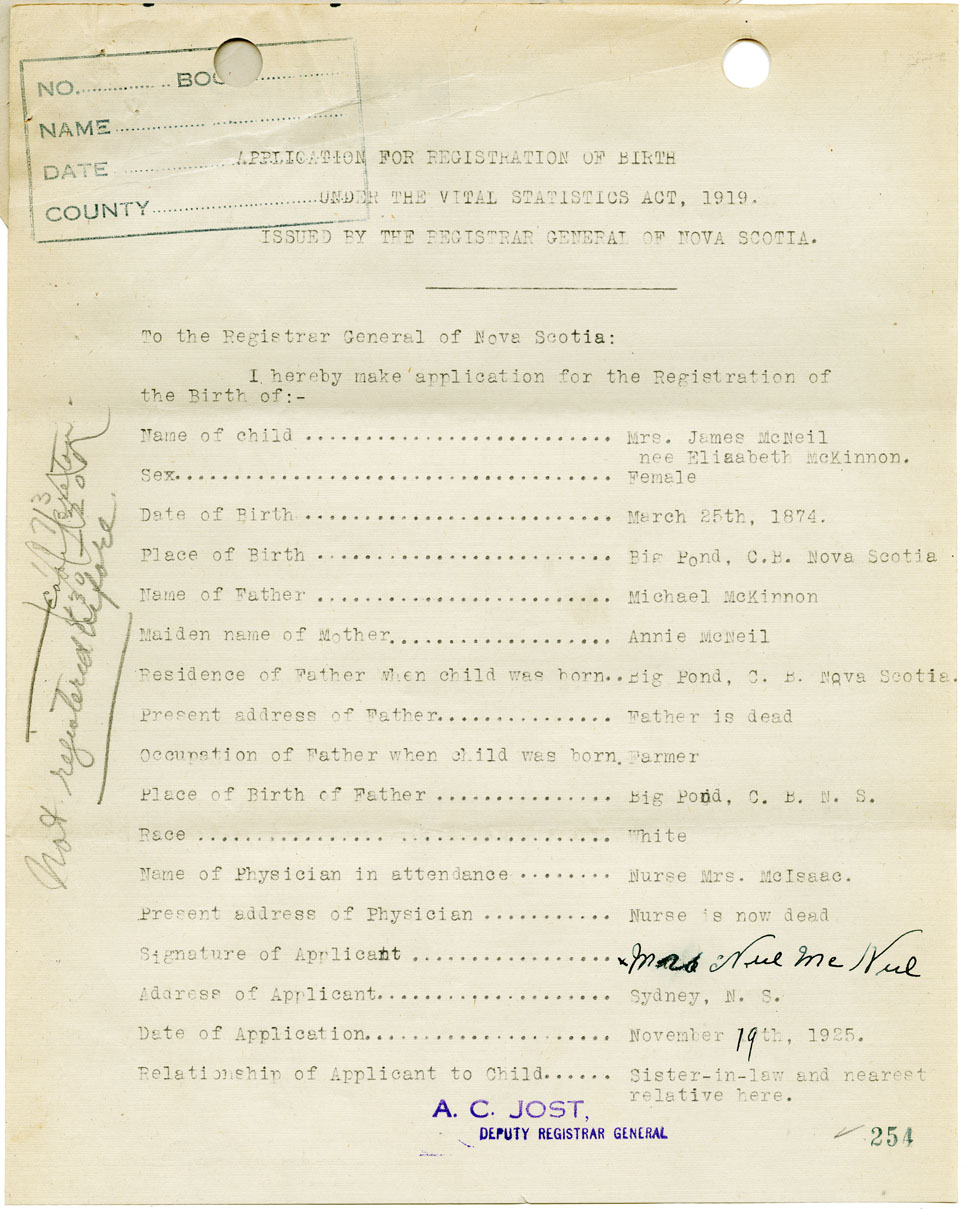 NO. ............... BOO ...............
NAME ...............
DATE ...............
COUNTY ...............
APPLICATION FOR REGISTRATION OF BIRTH
UNDER THE VITAL STATISTICS ACT, 1919.
ISSUED BY THE REGISTRAR GENERAL OF NOVA SCOTIA.
To the Registrar General of Nova Scotia:
I hereby make application for the Registration of
the Birth of:-
Name of child ............................ Mrs. James McNeil
nee Eliaabeth McKinnon.
Sex....................................... Female
Date of Birth ............................ March 25th, 1874.
Place of Birth ........................... Big Pond, C.B. Nova Scotia
Name of Father ........................... Michael McKinnon
Maiden name of Mother.................... Annie McNeil
Residence of Father when child was born..Big Pond, C. B. Nova Scotia.
Present address of Father................ Father is dead
Occupation of Father when child was born.Farmer
Place of Birth of Father ................ Big Pond, C. B. N. S.
Race ..................................... White
Name of Physician in attendance ........ Nurse Mrs. McIsaac.
Present address of Physician ............ Nurse is now dead
Signature of Applicant .................. x Mrs Neil Mc Neil
Address of Applicant..................... Sydney, N. S.
Date of Application...................... November 19th, 1925.
Relationship of Applicant to Child...... Sister-in-law and nearest
relative here.
A. C. JOST,
DEPUTY REGISTRAR GENERAL
254
Not registered before